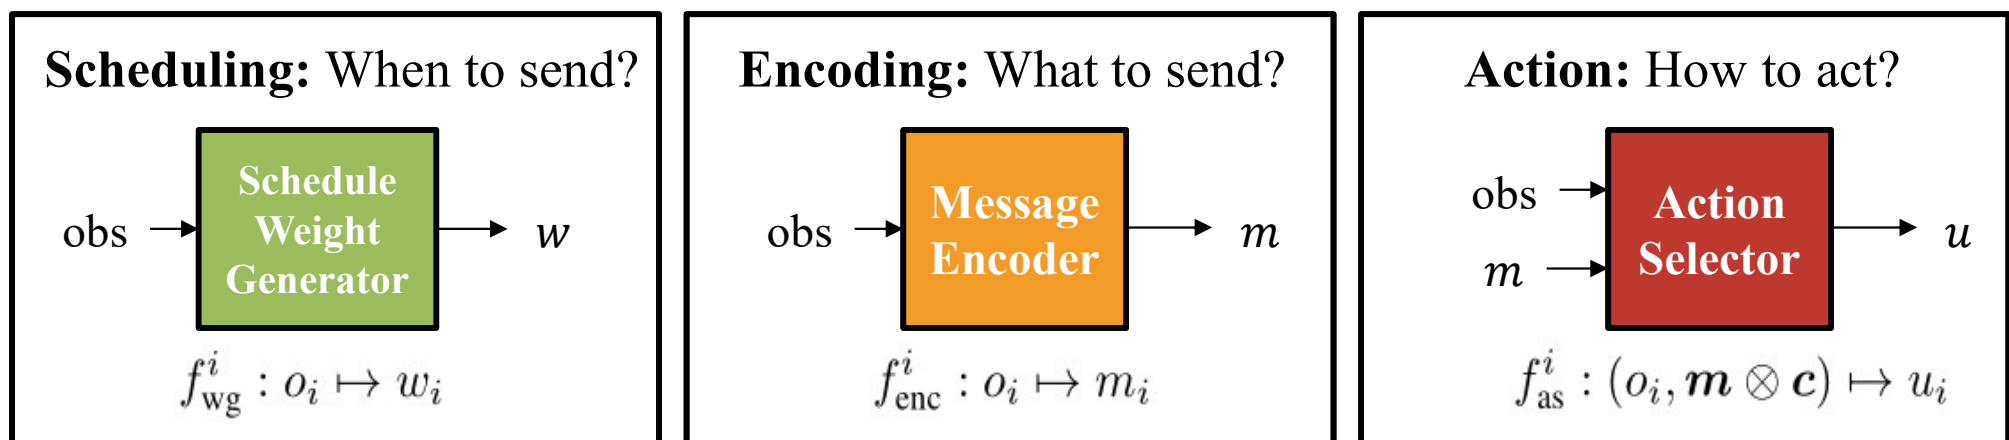 Scheduling: When to send?
obs
Schedule
Weight
Generator
w
f^i_wg : o_i ↦ w_i
Encoding: What to send?
obs
Message
Encoder
m
f^i_enc : o_i ↦ m_i
Action: How to act?
obs
m
Action
Selector
u
f^i_as : (o_i, m ⊗ c) ↦ u_i